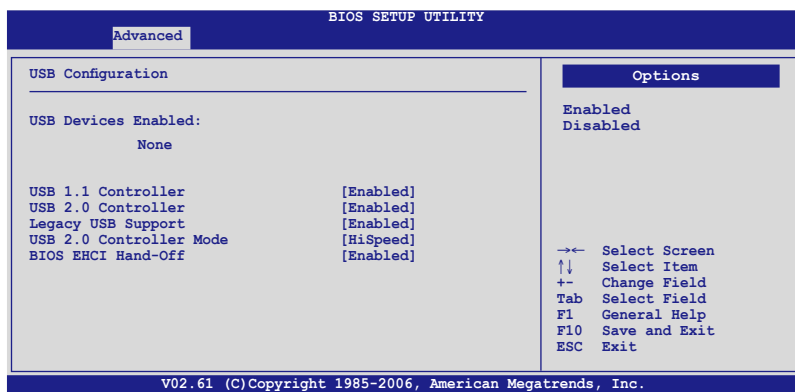 BIOS SETUP UTILITY
Advanced
USB Configuration
USB Devices Enabled:
None
USB 1.1 Controller [Enabled]
USB 2.0 Controller [Enabled]
Legacy USB Support [Enabled]
USB 2.0 Controller Mode [HiSpeed]
BIOS EHCI Hand-Off [Enabled]
Options
Enabled
Disabled
→← Select Screen
↑↓ Select Item
+- Change Field
Tab Select Field
F1 General Help
F10 Save and Exit
ESC Exit
V02.61 (C)Copyright 1985-2006, American Megatrends, Inc.